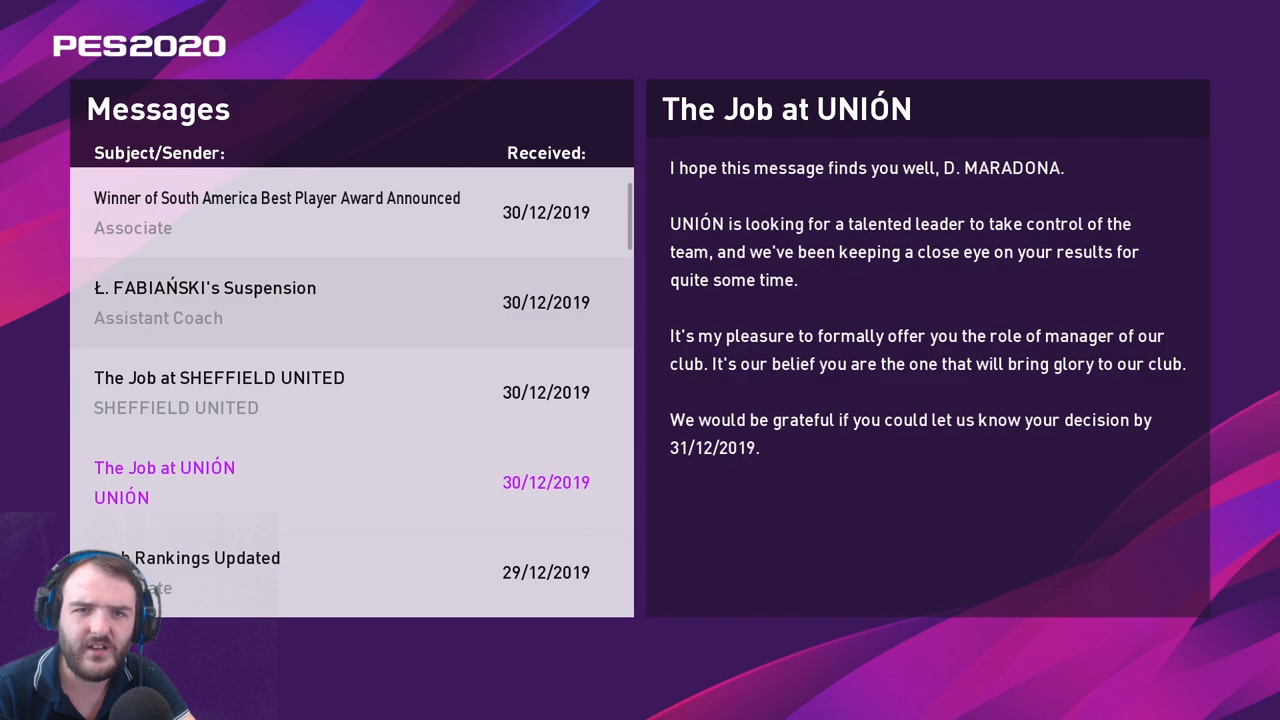 PES2020
Messages
Subject/Sender:
Received:
Winner of South America Best Player Award Announced
Associate
30/12/2019
Ł. FABIAŃSKI's Suspension
Assistant Coach
30/12/2019
The Job at SHEFFIELD UNITED
SHEFFIELD UNITED
30/12/2019
The Job at UNIÓN
UNIÓN
30/12/2019
Rankings Updated
29/12/2019
The Job at UNIÓN
I hope this message finds you well, D. MARADONA.
UNIÓN is looking for a talented leader to take control of the
team, and we've been keeping a close eye on your results for
quite some time.
It's my pleasure to formally offer you the role of manager of our
club. It's our belief you are the one that will bring glory to our club.
We would be grateful if you could let us know your decision by
31/12/2019.